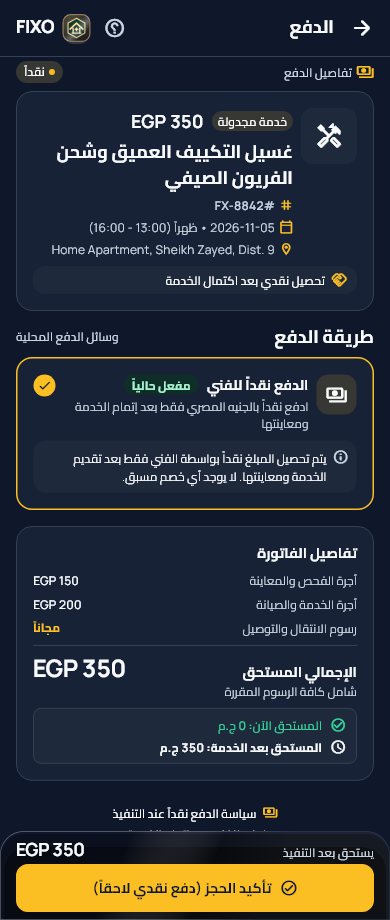 الدفع
FIXO
تفاصيل الدفع
نقداً
خدمة مجدولة EGP 350
غسيل التكييف العميق وشحن
الفريون الصيفي
FX-8842#
2026-11-05 • ظهراً (13:00 - 16:00)
Home Apartment, Sheikh Zayed, Dist. 9
تحصيل نقدي بعد اكتمال الخدمة
طريقة الدفع
وسائل الدفع المحلية
الدفع نقداً للفني مفعل حالياً
ادفع نقداً بالجنيه المصري فقط بعد إتمام الخدمة
ومعاينتها
يتم تحصيل المبلغ نقداً بواسطة الفني فقط بعد تقديم
الخدمة ومعاينتها. لا يوجد أي خصم مسبق.
تفاصيل الفاتورة
أجرة الفحص والمعاينة EGP 150
أجرة الخدمة والصيانة EGP 200
رسوم الانتقال والتوصيل مجاناً
الإجمالي المستحق EGP 350
شامل كافة الرسوم المقررة
المستحق الآن: 0 ج.م
المستحق بعد الخدمة: 350 ج.م
سياسة الدفع نقداً عند التنفيذ
يستحق بعد التنفيذ EGP 350
تأكيد الحجز (دفع نقدي لاحقاً)